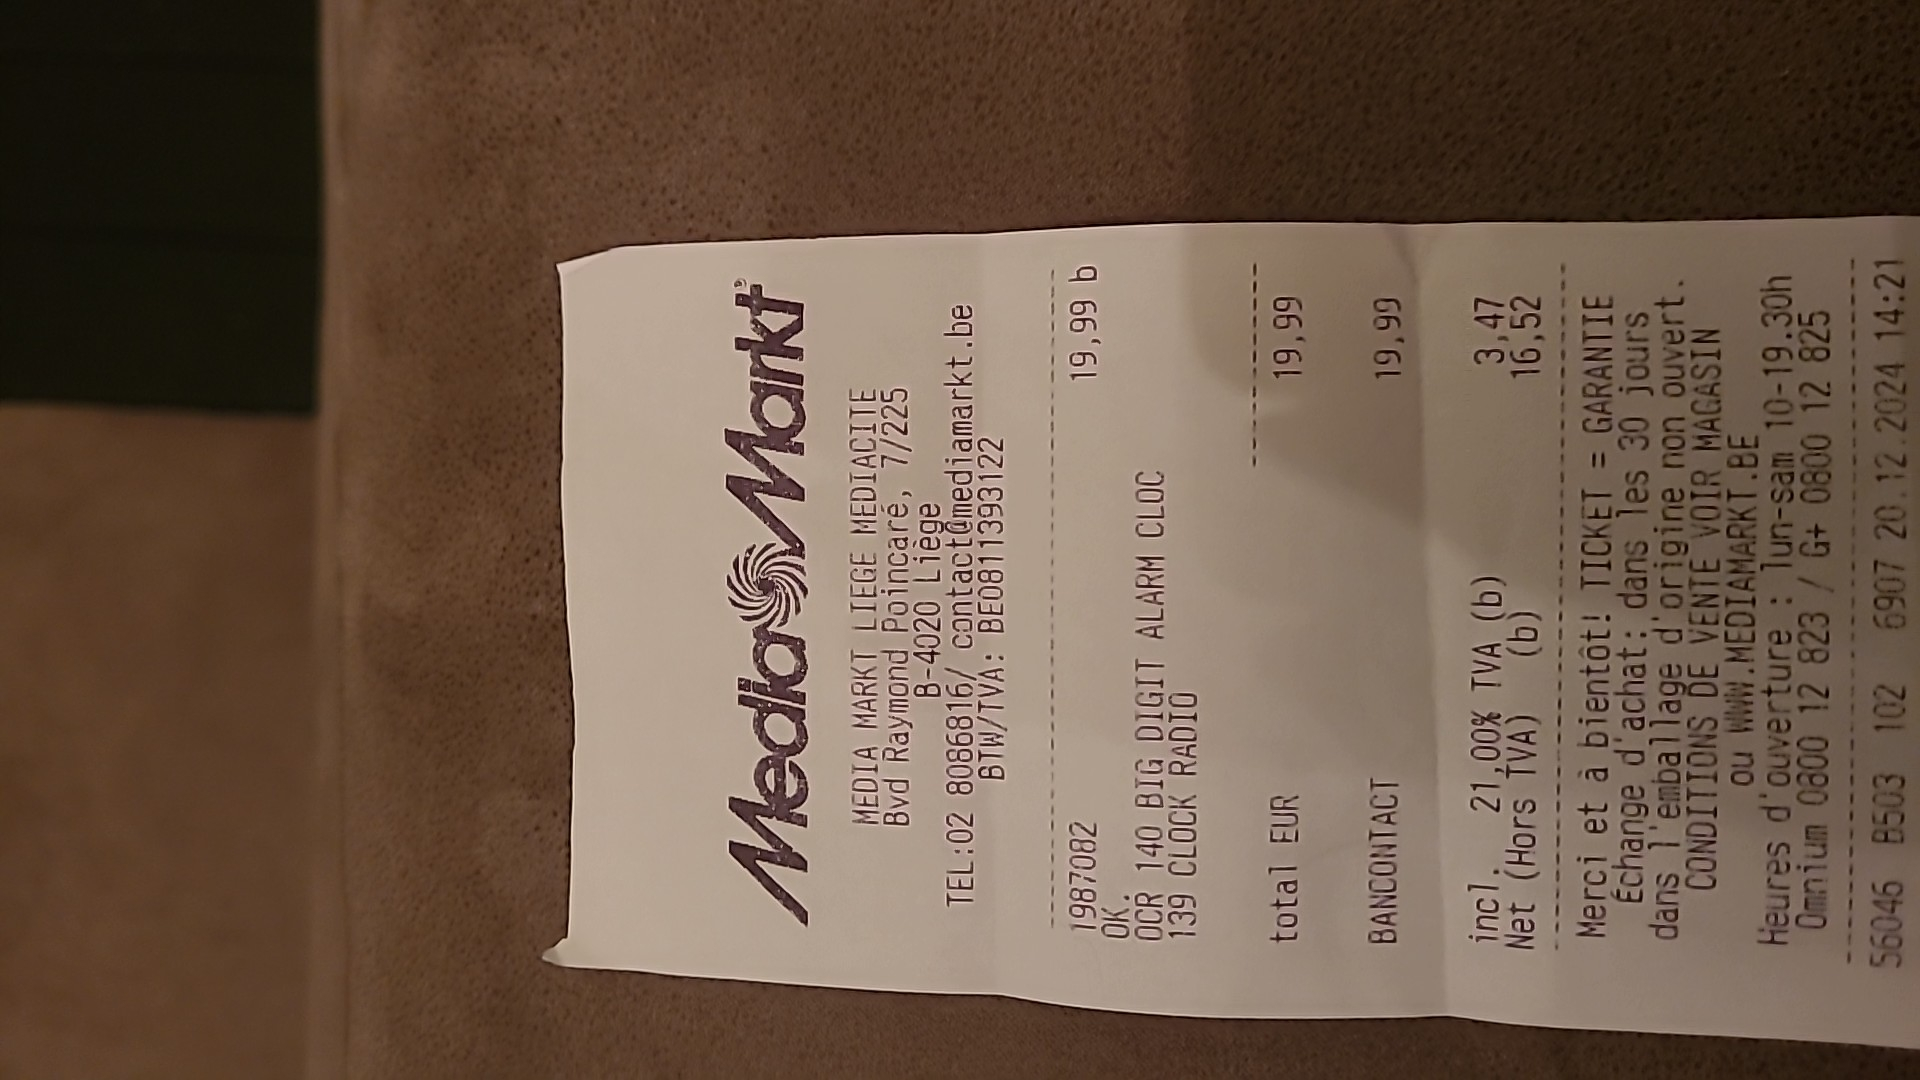 Media Markt®
MEDIA MARKT LIEGE MEDIACITE
Bvd Raymond Poincaré, 7/225
B-4020 Liège
TEL:02 8086816/ contact@mediamarkt.be
BTW/TVA: BE0811393122
1987082 19,99 b
OK.
OCR 140 BIG DIGIT ALARM CLOC
139 CLOCK RADIO
total EUR 19,99
BANCONTACT 19,99
incl. 21,00% TVA (b) 3,47
Net (Hors TVA) (b) 16,52
Merci et à bientôt! TICKET = GARANTIE
Échange d'achat: dans les 30 jours
dans l'emballage d'origine non ouvert.
CONDITIONS DE VENTE VOIR MAGASIN
ou WWW.MEDIAMARKT.BE
Heures d'ouverture : lun-sam 10-19.30h
Omnium 0800 12 823 / G+ 0800 12 825
56046 B503 102 6907 20.12.2024 14:21